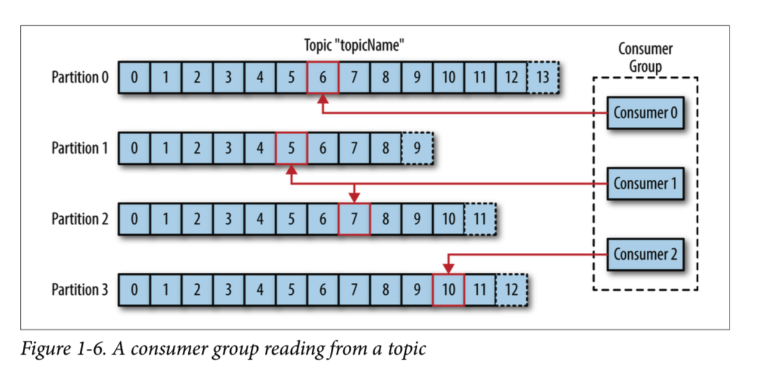 Topic "topicName"
Consumer
Group
Partition 0
0 1 2 3 4 5 6 7 8 9 10 11 12 13
Consumer 0
Partition 1
0 1 2 3 4 5 6 7 8 9
Consumer 1
Partition 2
0 1 2 3 4 5 6 7 8 9 10 11
Consumer 2
Partition 3
0 1 2 3 4 5 6 7 8 9 10 11 12
Figure 1-6. A consumer group reading from a topic